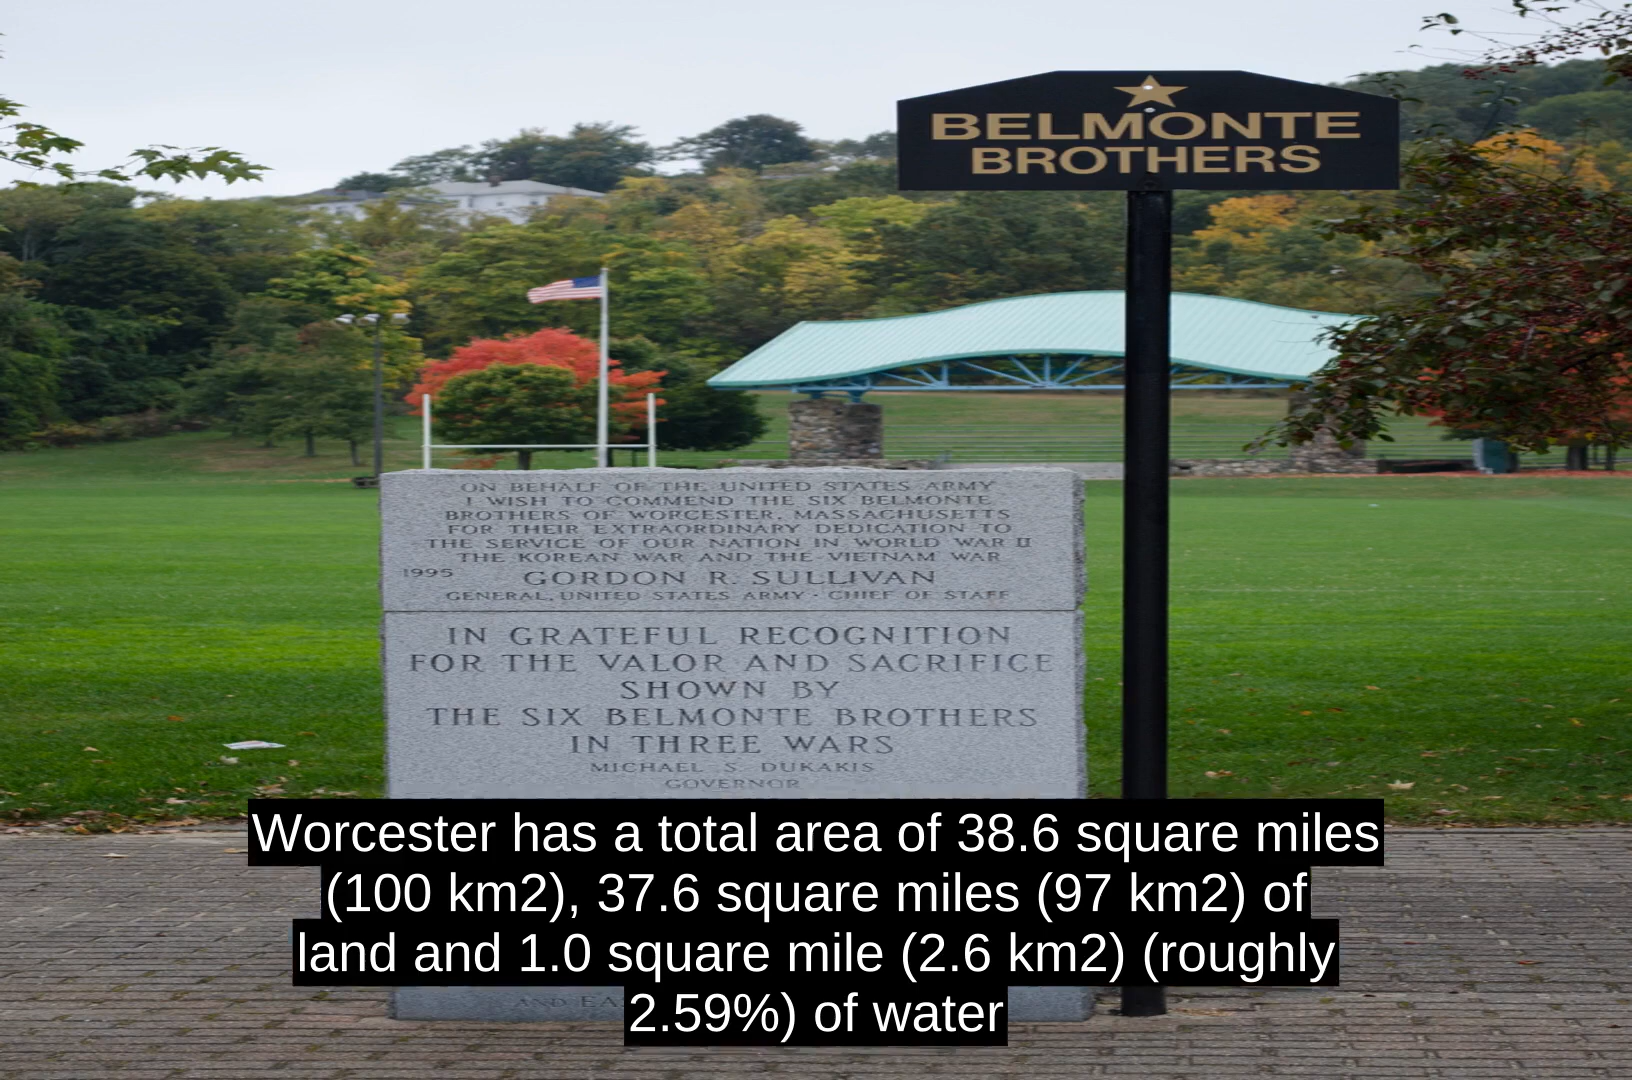 BELMONTE
BROTHERS
ON BEHALF OF THE UNITED STATES ARMY
I WISH TO COMMEND THE SIX BELMONTE
BROTHERS OF WORCESTER, MASSACHUSETTS
FOR THEIR EXTRAORDINARY DEDICATION TO
THE SERVICE OF OUR NATION IN WORLD WAR II
THE KOREAN WAR AND THE VIETNAM WAR
1995 GORDON R. SULLIVAN
GENERAL, UNITED STATES ARMY · CHIEF OF STAFF
IN GRATEFUL RECOGNITION
FOR THE VALOR AND SACRIFICE
SHOWN BY
THE SIX BELMONTE BROTHERS
IN THREE WARS
MICHAEL S. DUKAKIS
GOVERNOR
Worcester has a total area of 38.6 square miles
(100 km2), 37.6 square miles (97 km2) of
land and 1.0 square mile (2.6 km2) (roughly
2.59%) of water
AND